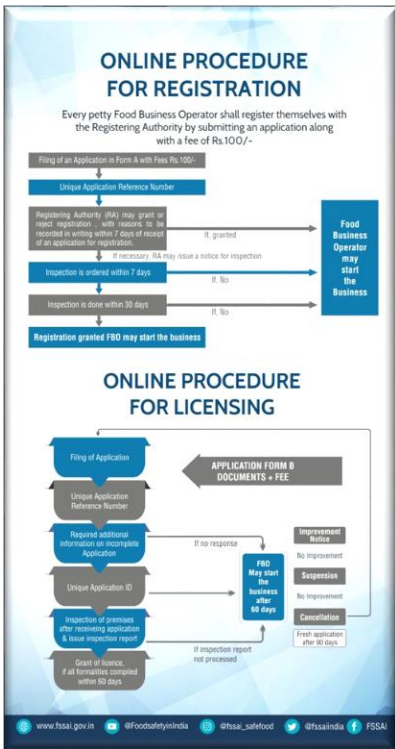 ONLINE PROCEDURE
FOR REGISTRATION
Every petty Food Business Operator shall register themselves with
the Registering Authority by submitting an application along
with a fee of Rs.100/-
Filing of an Application in Form A with Fees Rs.100/-
Unique Application Reference Number
Registering Authority (RA) may grant or
reject registration , with reasons to be
recorded in writing within 7 days of receipt
of an application for registration.
If, granted
If necessary, RA may issue a notice for inspection
Inspection is ordered within 7 days
If, No
Inspection is done within 30 days
If, No
Registration granted FBO may start the business
Food
Business
Operator
may
start
the
Business
ONLINE PROCEDURE
FOR LICENSING
Filing of Application
APPLICATION FORM B
DOCUMENTS + FEE
Unique Application
Reference Number
Required additional
information on incomplete
Application
If no response
Unique Application ID
Inspection of premises
after receiveing application
& issue inspection report
If inspection report
not processed
Grant of licence,
if all formalities compiled
within 60 days
FBO
May start
the
business
after
60 days
Improvement
Notice
No Improvement
Suspension
No Improvement
Cancellation
Fresh application
after 90 days
www.fssai.gov.in
@FoodsafetyinIndia
@fssai_safefood
@fssaiindia
FSSAI